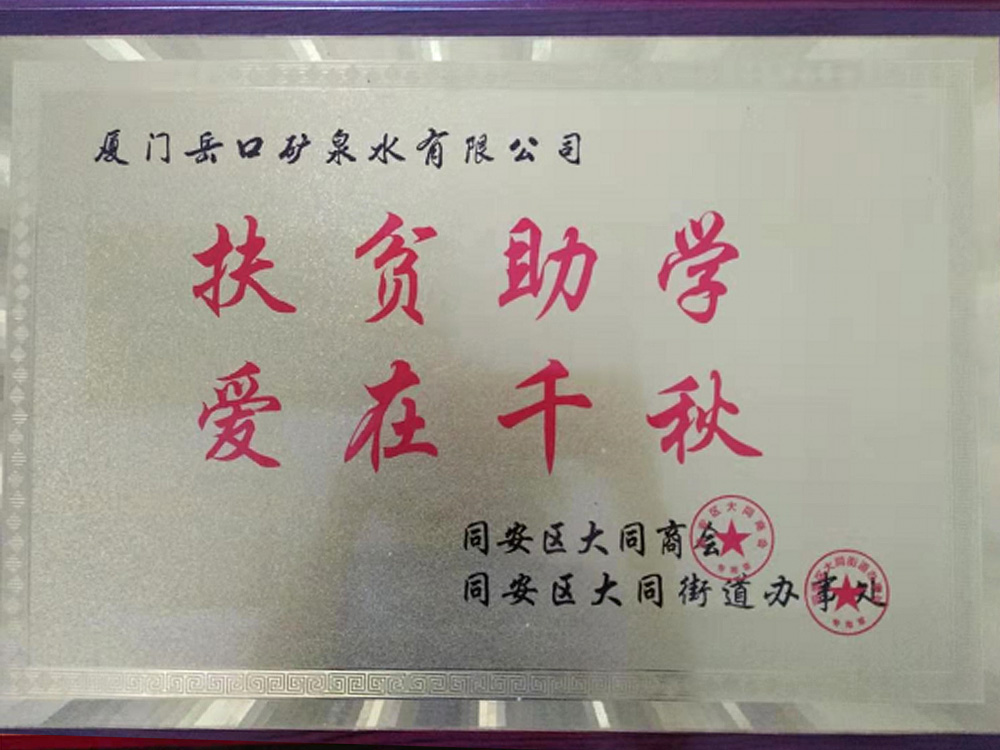 厦门岳口矿泉水有限公司
扶贫助学
爱在千秋
同安区大同商会
同安区大同街道办事处